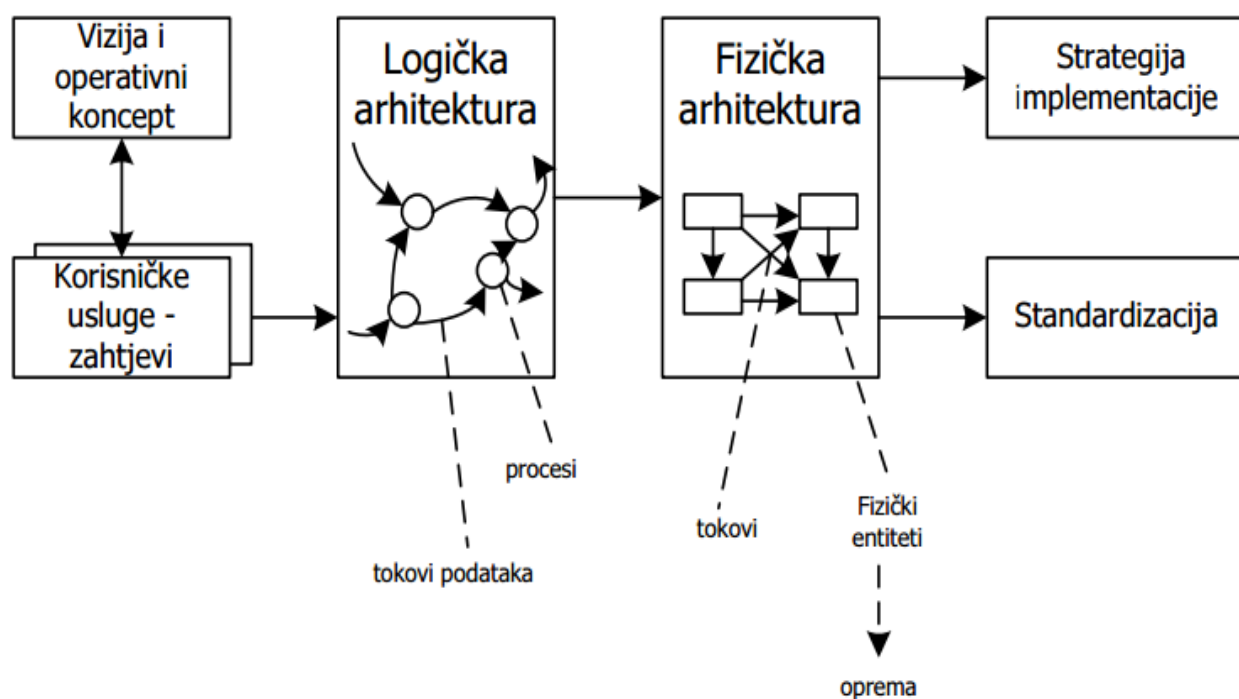 Vizija i
operativni
koncept
Korisničke
usluge -
zahtjevi
Logička
arhitektura
Fizička
arhitektura
Strategija
implementacije
Standardizacija
procesi
tokovi podataka
tokovi
Fizički
entiteti
oprema